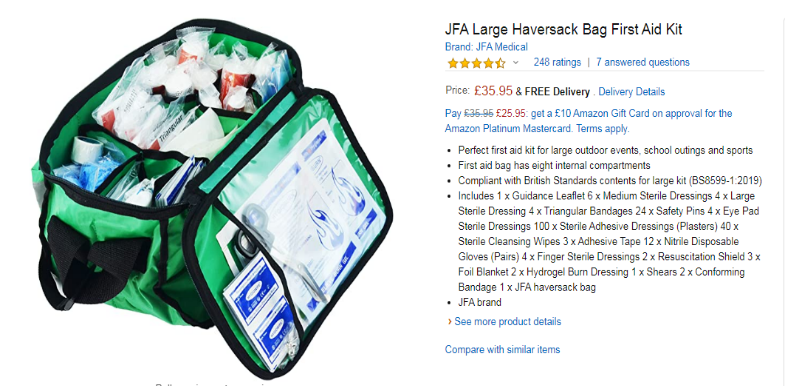 JFA Large Haversack Bag First Aid Kit
Brand: JFA Medical
248 ratings | 7 answered questions
Price: £35.95 & FREE Delivery . Delivery Details
Pay £35.95 £25.95: get a £10 Amazon Gift Card on approval for the
Amazon Platinum Mastercard. Terms apply.
• Perfect first aid kit for large outdoor events, school outings and sports
• First aid bag has eight internal compartments
• Compliant with British Standards contents for large kit (BS8599-1:2019)
• Includes 1 x Guidance Leaflet 6 x Medium Sterile Dressings 4 x Large
Sterile Dressing 4 x Triangular Bandages 24 x Safety Pins 4 x Eye Pad
Sterile Dressings 100 x Sterile Adhesive Dressings (Plasters) 40 x
Sterile Cleansing Wipes 3 x Adhesive Tape 12 x Nitrile Disposable
Gloves (Pairs) 4 x Finger Sterile Dressings 2 x Resuscitation Shield 3 x
Foil Blanket 2 x Hydrogel Burn Dressing 1 x Shears 2 x Conforming
Bandage 1 x JFA haversack bag
• JFA brand
› See more product details
Compare with similar items
Triangular